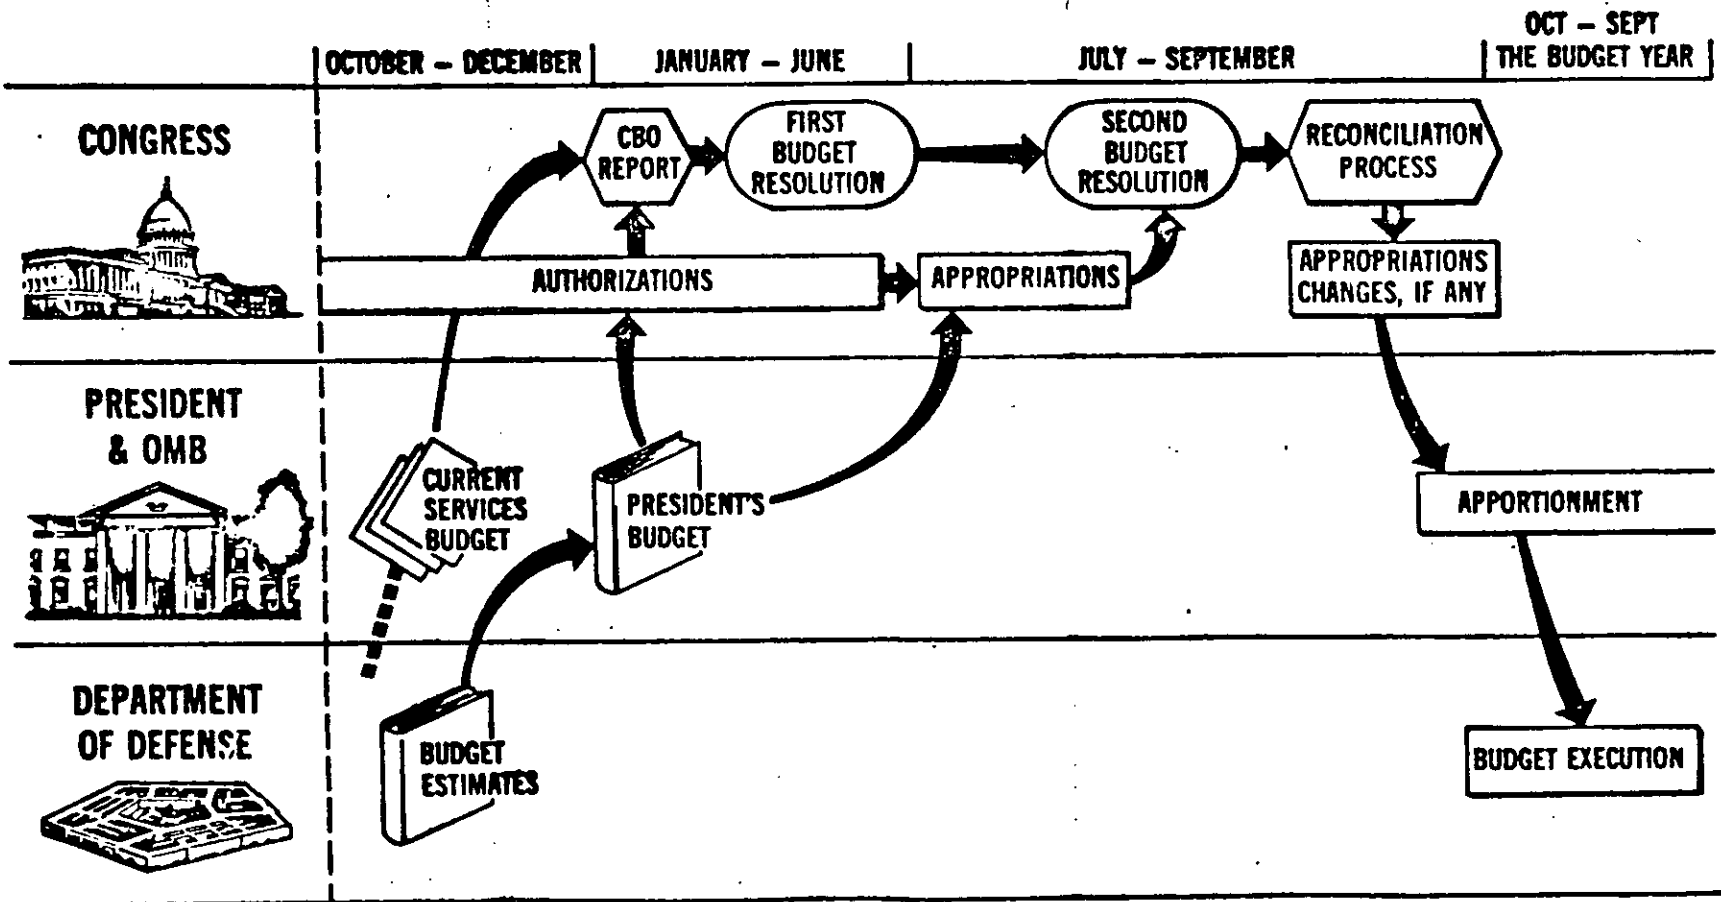 OCT – SEPT
OCTOBER – DECEMBER
JANUARY – JUNE
JULY – SEPTEMBER
THE BUDGET YEAR
CONGRESS
CBO
REPORT
FIRST
BUDGET
RESOLUTION
SECOND
BUDGET
RESOLUTION
RECONCILIATION
PROCESS
AUTHORIZATIONS
APPROPRIATIONS
APPROPRIATIONS
CHANGES, IF ANY
PRESIDENT
& OMB
CURRENT
SERVICES
BUDGET
PRESIDENT'S
BUDGET
APPORTIONMENT
DEPARTMENT
OF DEFENSE
BUDGET
ESTIMATES
BUDGET EXECUTION